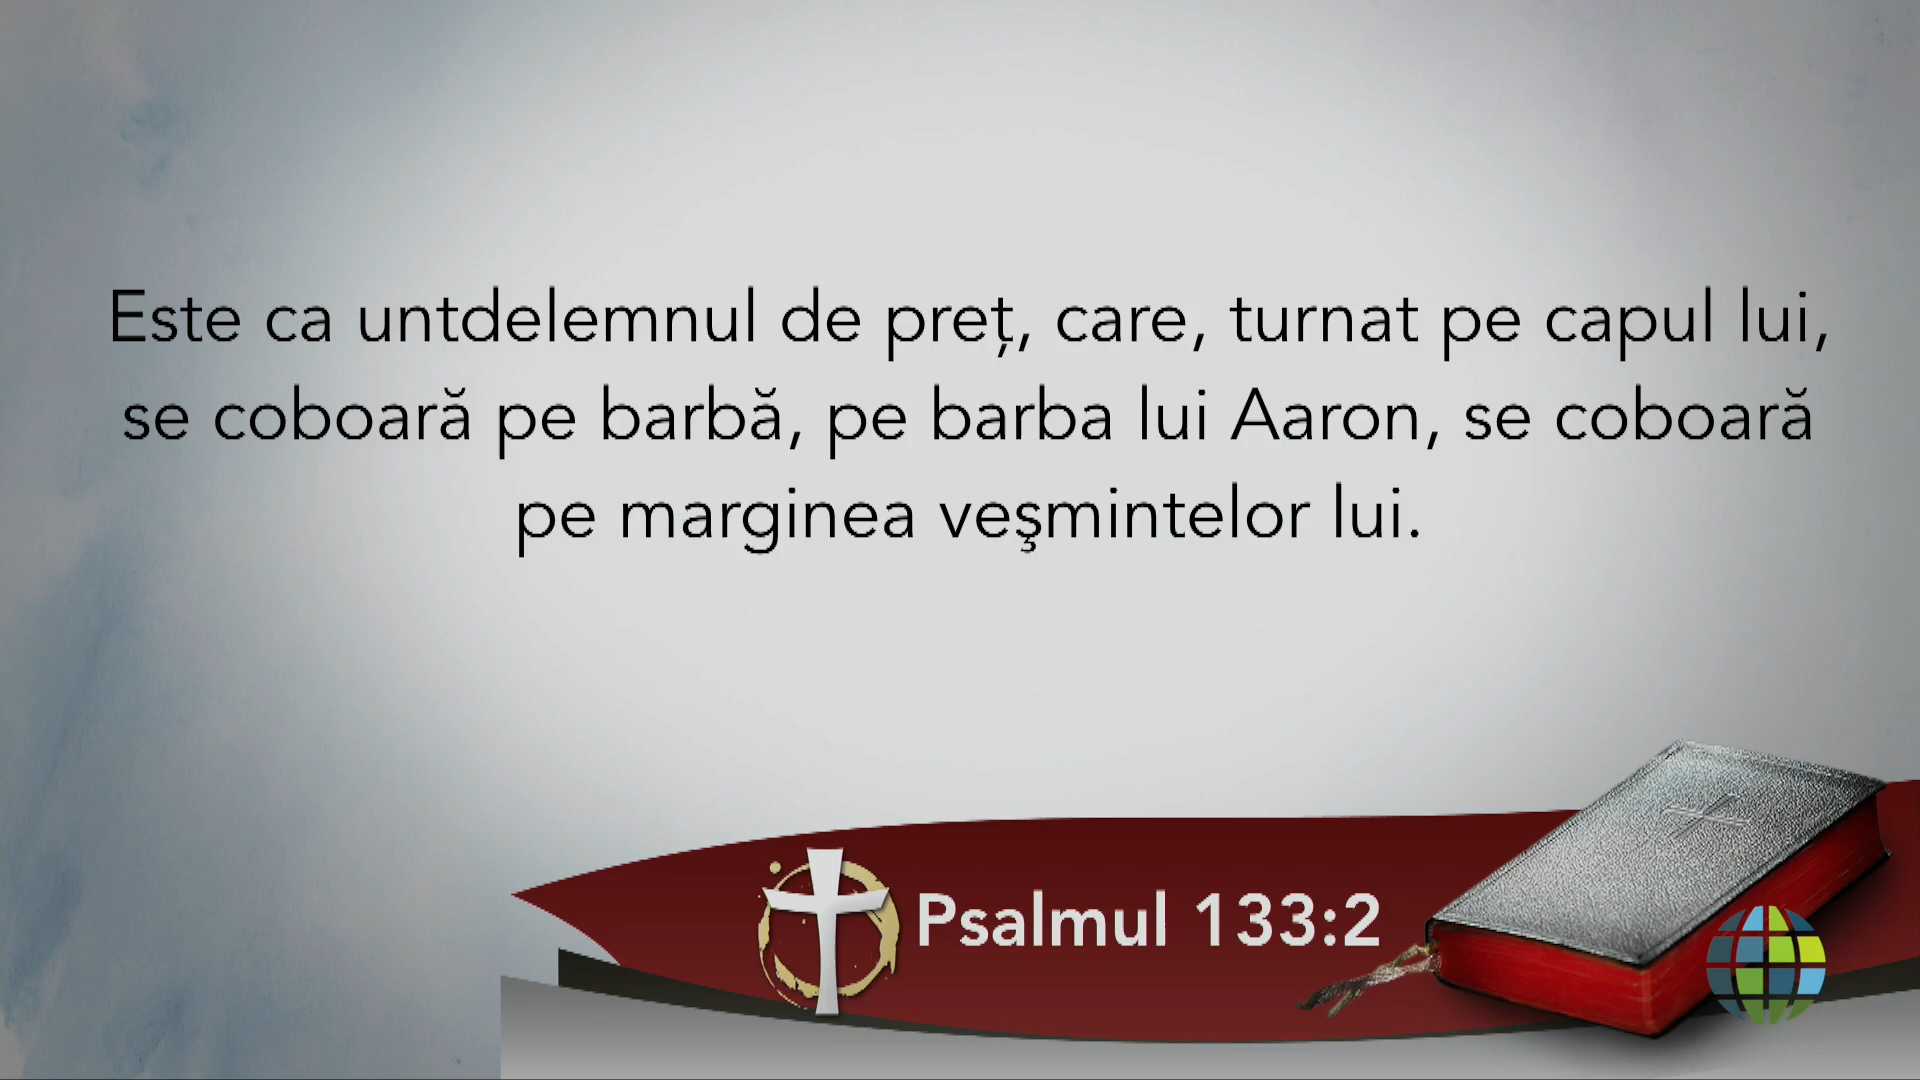 Este ca untdelemnul de preț, care, turnat pe capul lui,
se coboară pe barbă, pe barba lui Aaron, se coboară
pe marginea veşmintelor lui.
Psalmul 133:2